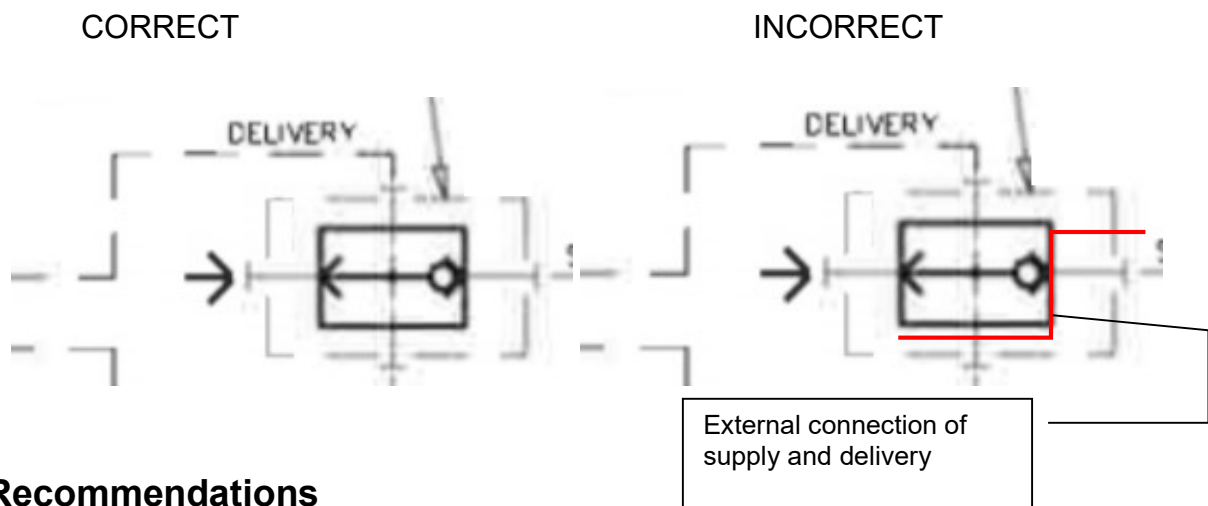 CORRECT
INCORRECT
DELIVERY
DELIVERY
External connection of
supply and delivery
Recommendations